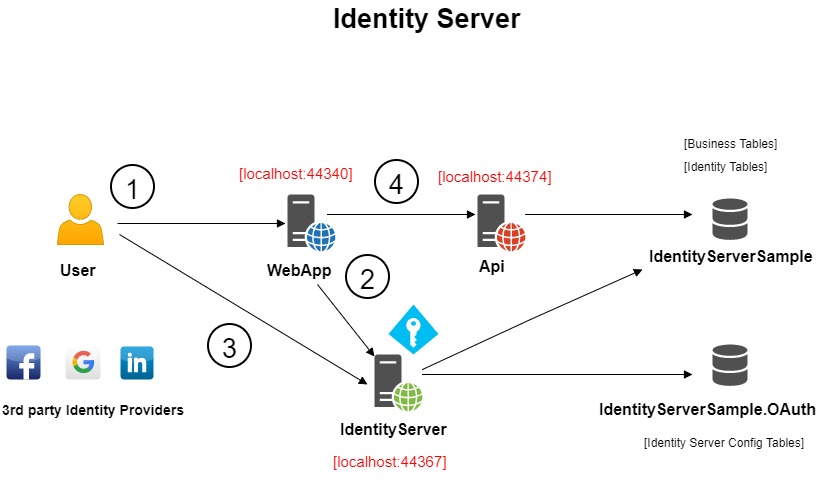 Identity Server
[Business Tables]
[Identity Tables]
1
[localhost:44340]
4
[localhost:44374]
User
WebApp
2
Api
IdentityServerSample
3
f
G
in
3rd party Identity Providers
IdentityServer
[localhost:44367]
IdentityServerSample.OAuth
[Identity Server Config Tables]